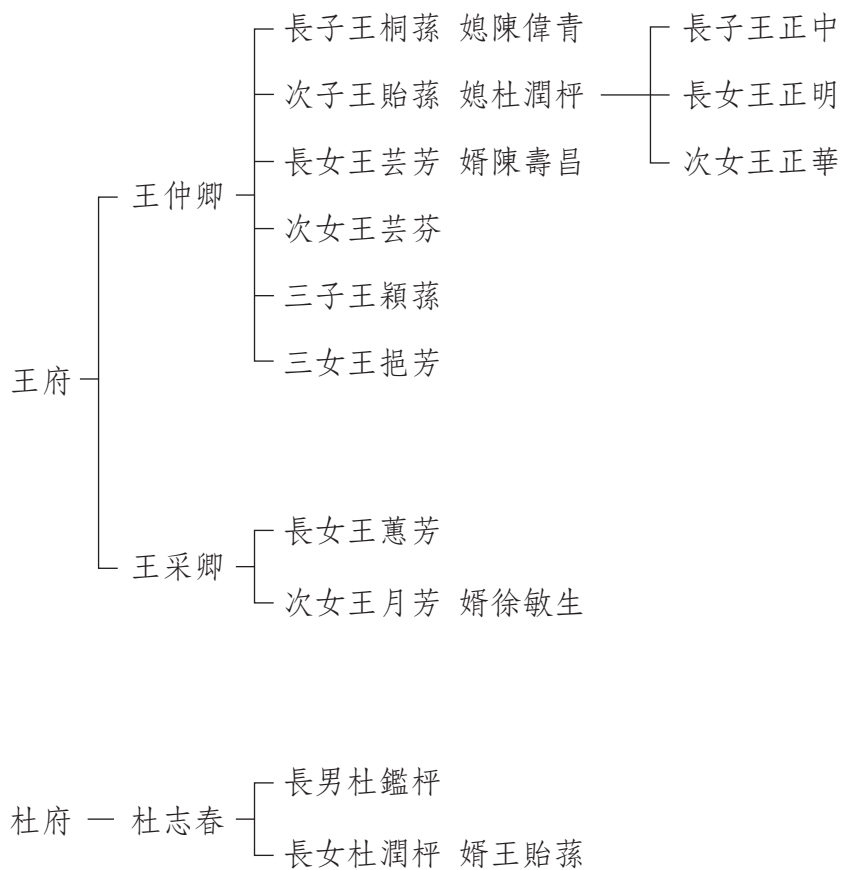 長子王桐蓀 媳陳偉青
長子王正中
次子王貽蓀 媳杜潤枰
長女王正明
長女王芸芳 婿陳壽昌
次女王正華
王仲卿
次女王芸芬
三子王穎蓀
三女王挹芳
王府
長女王蕙芳
王采卿
次女王月芳 婿徐敏生
長男杜鑑枰
杜府 — 杜志春
長女杜潤枰 婿王貽蓀